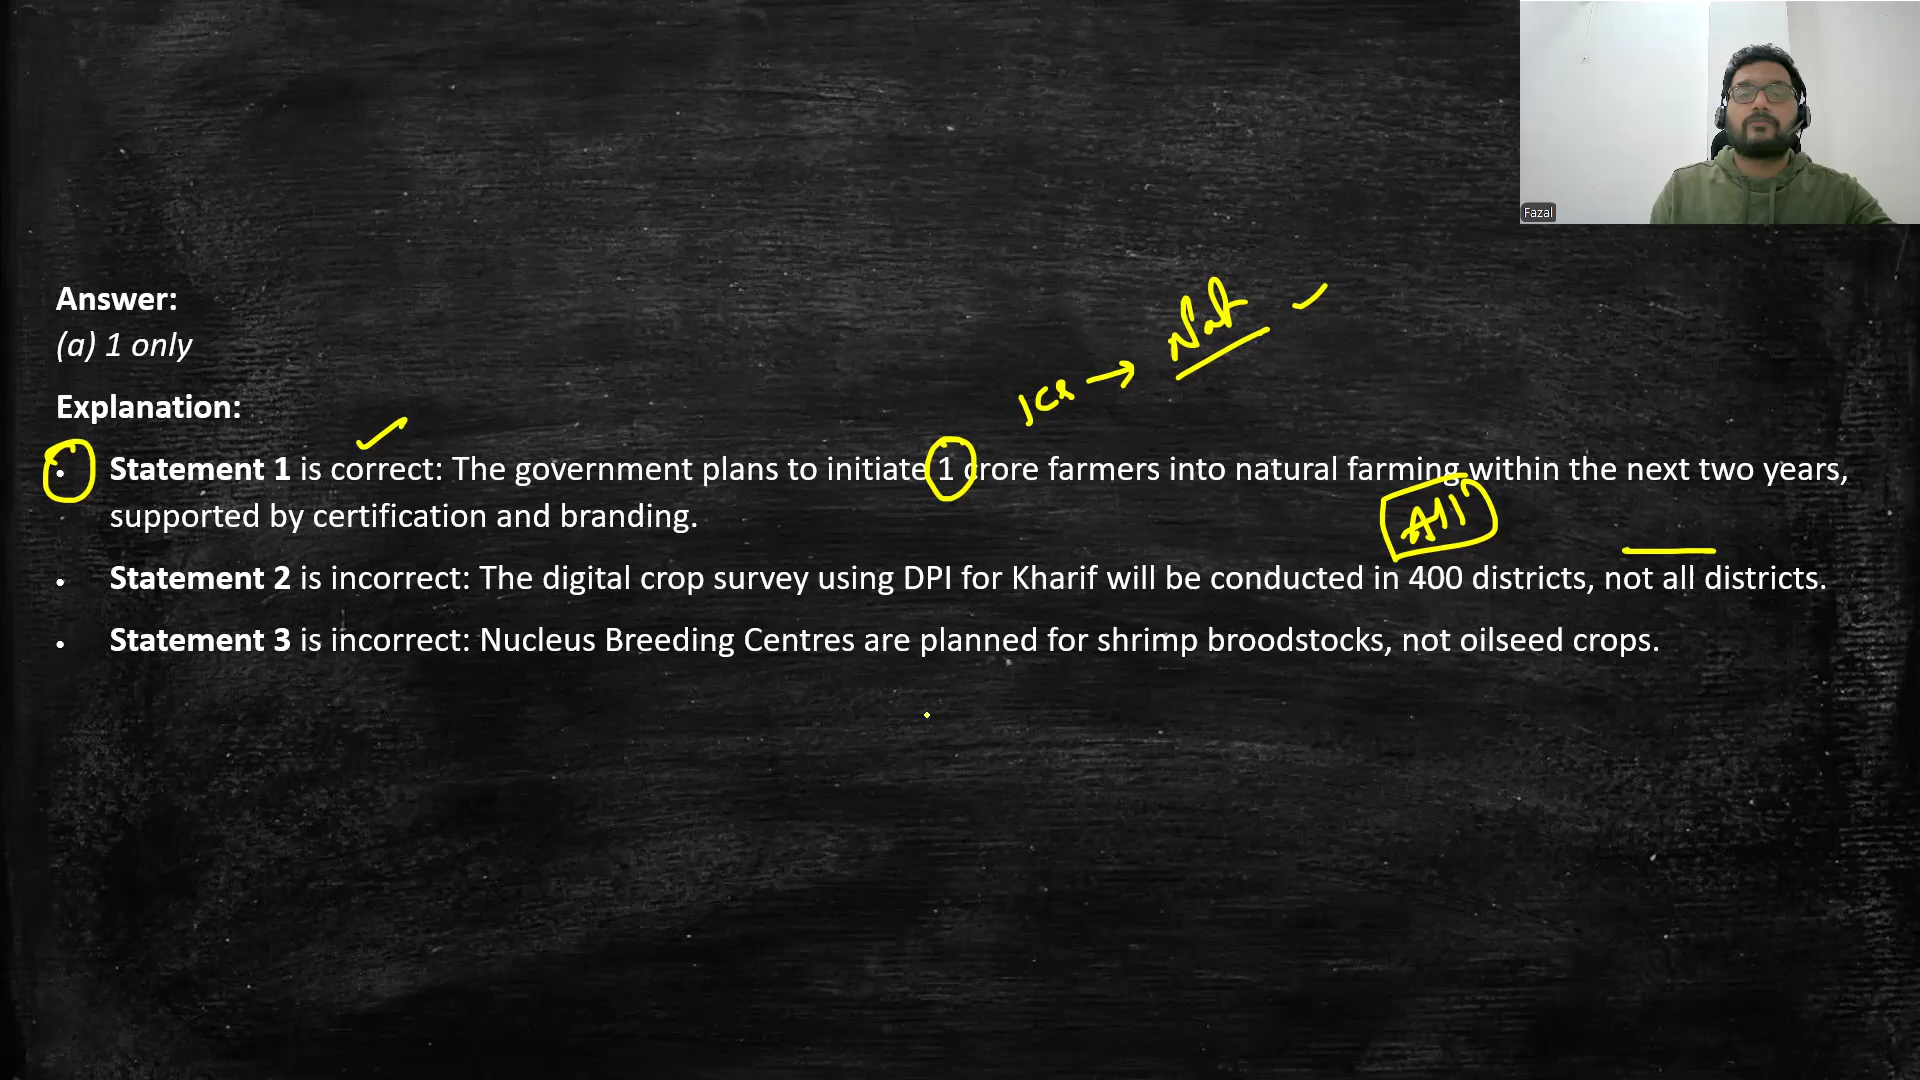 Fazal
Answer:
(a) 1 only
Explanation:
1 Cr → Nat ✓
• Statement 1 is correct: The government plans to initiate 1 crore farmers into natural farming within the next two years,
supported by certification and branding.
All
• Statement 2 is incorrect: The digital crop survey using DPI for Kharif will be conducted in 400 districts, not all districts.
• Statement 3 is incorrect: Nucleus Breeding Centres are planned for shrimp broodstocks, not oilseed crops.